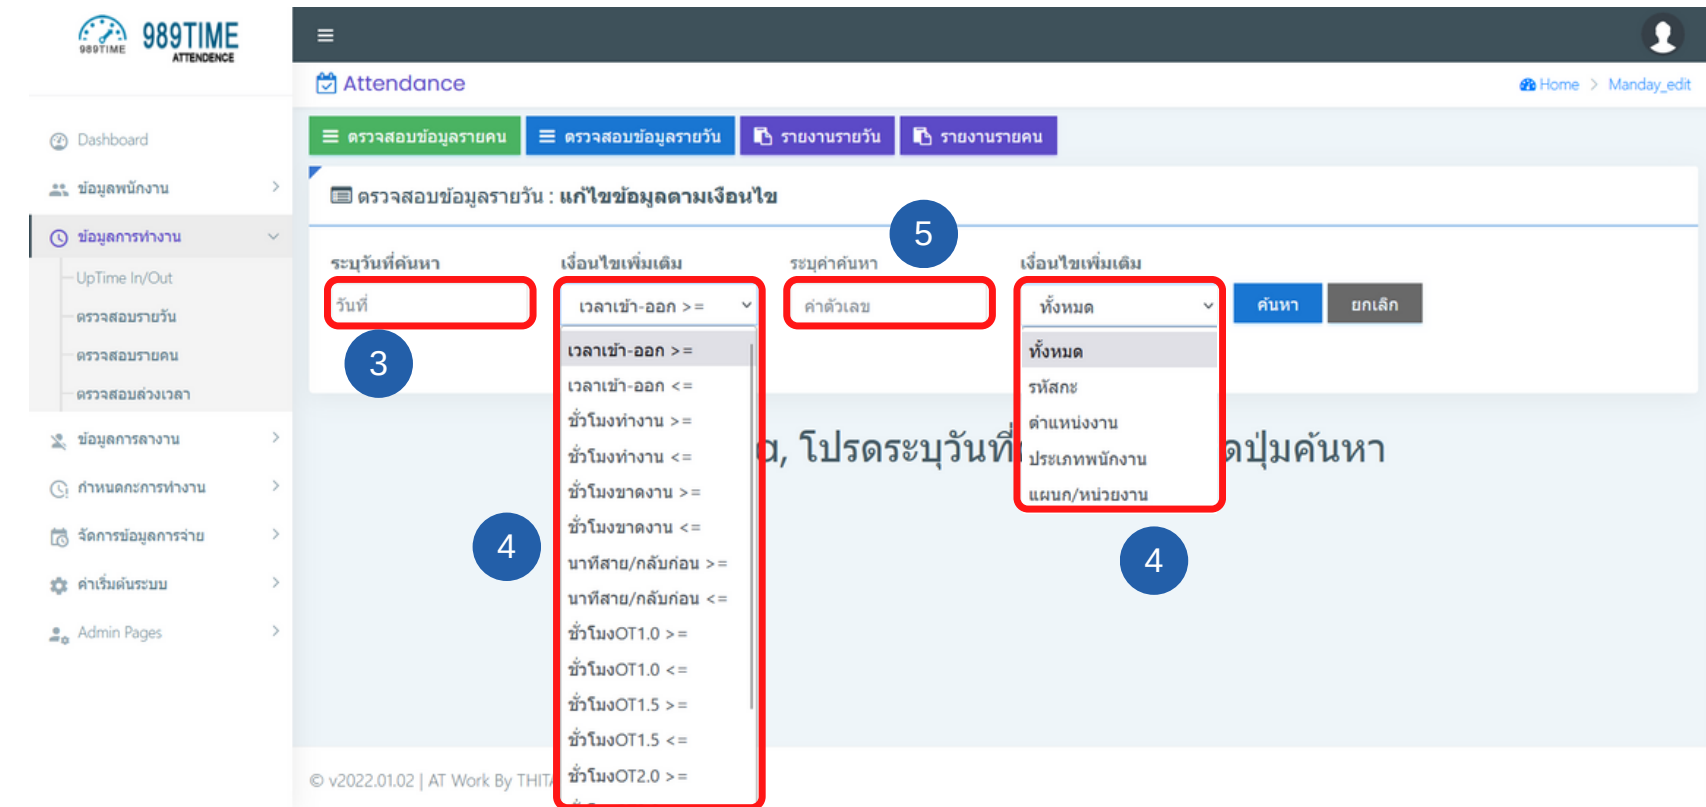 989TIME
989TIME
ATTENDENCE
Attendance
Home > Manday_edit
Dashboard
ข้อมูลพนักงาน
ข้อมูลการทำงาน
UpTime In/Out
ตรวจสอบรายวัน
ตรวจสอบรายคน
ตรวจสอบล่วงเวลา
ข้อมูลการลางาน
กำหนดกะการทำงาน
จัดการข้อมูลการจ่าย
ค่าเริ่มต้นระบบ
Admin Pages
ตรวจสอบข้อมูลรายคน
ตรวจสอบข้อมูลรายวัน
รายงานรายวัน
รายงานรายคน
ตรวจสอบข้อมูลรายวัน : แก้ไขข้อมูลตามเงื่อนไข
5
ระบุวันที่ค้นหา
เงื่อนไขเพิ่มเติม
ระบุค่าค้นหา
เงื่อนไขเพิ่มเติม
วันที่
เวลาเข้า-ออก >=
ค่าตัวเลข
ทั้งหมด
ค้นหา
ยกเลิก
3
เวลาเข้า-ออก >=
เวลาเข้า-ออก <=
ชั่วโมงทำงาน >=
ชั่วโมงทำงาน <=
ชั่วโมงขาดงาน >=
ชั่วโมงขาดงาน <=
นาทีสาย/กลับก่อน >=
นาทีสาย/กลับก่อน <=
ชั่วโมงOT1.0 >=
ชั่วโมงOT1.0 <=
ชั่วโมงOT1.5 >=
ชั่วโมงOT1.5 <=
ชั่วโมงOT2.0 >=
4
ทั้งหมด
รหัสกะ
ตำแหน่งงาน
ประเภทพนักงาน
แผนก/หน่วยงาน
4
, โปรดระบุวันที่ ดปุ่มค้นหา
© v2022.01.02 | AT Work By THITA